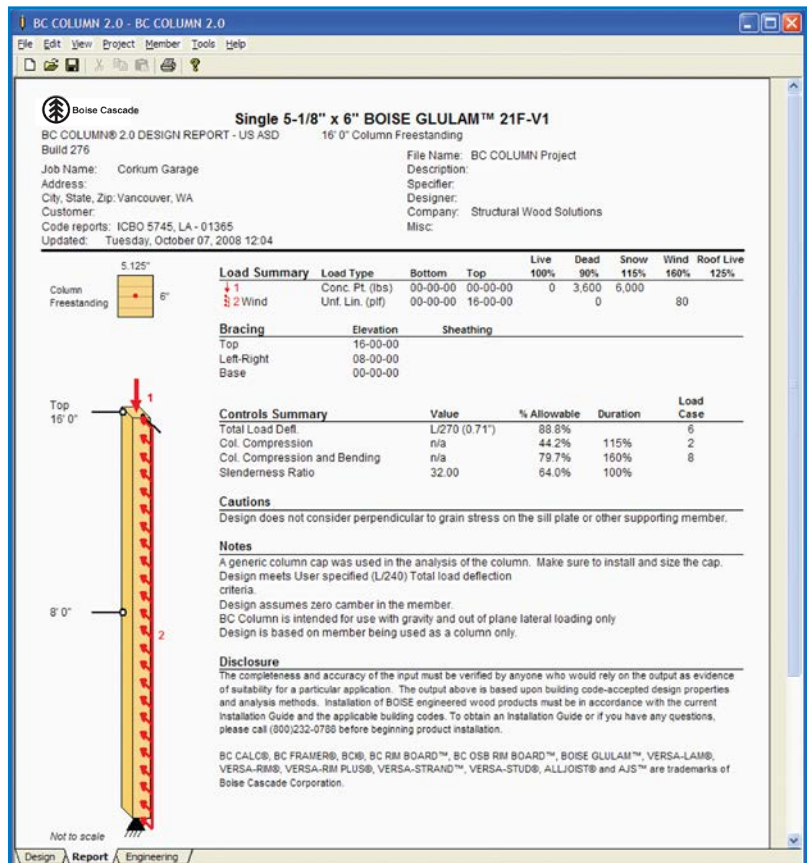 BC COLUMN 2.0 - BC COLUMN 2.0
File Edit View Project Member Tools Help
Boise Cascade
Single 5-1/8" x 6" BOISE GLULAM™ 21F-V1
BC COLUMN® 2.0 DESIGN REPORT - US ASD 16' 0" Column Freestanding
Build 276
File Name: BC COLUMN Project
Job Name: Corkum Garage
Description:
Address:
Specifier:
City, State, Zip: Vancouver, WA
Designer:
Customer:
Company: Structural Wood Solutions
Code reports: ICBO 5745, LA - 01365
Misc:
Updated: Tuesday, October 07, 2008 12:04
5.125"
Column Freestanding
6"
Live Dead Snow Wind Roof Live
Load Summary Load Type Bottom Top 100% 90% 115% 160% 125%
1 Conc. Pt. (lbs) 00-00-00 00-00-00 0 3,600 6,000
2 Wind Unf. Lin. (plf) 00-00-00 16-00-00 0 80
Bracing Elevation Sheathing
Top 16-00-00
Left-Right 08-00-00
Base 00-00-00
Top
16' 0"
1
8' 0"
2
Not to scale
Load
Controls Summary Value % Allowable Duration Case
Total Load Defl. L/270 (0.71") 88.8% 6
Col. Compression n/a 44.2% 115% 2
Col. Compression and Bending n/a 79.7% 160% 8
Slenderness Ratio 32.00 64.0% 100%
Cautions
Design does not consider perpendicular to grain stress on the sill plate or other supporting member.
Notes
A generic column cap was used in the analysis of the column. Make sure to install and size the cap.
Design meets User specified (L/240) Total load deflection
criteria.
Design assumes zero camber in the member.
BC Column is intended for use with gravity and out of plane lateral loading only
Design is based on member being used as a column only.
Disclosure
The completeness and accuracy of the input must be verified by anyone who would rely on the output as evidence
of suitability for a particular application. The output above is based upon building code-accepted design properties
and analysis methods. Installation of BOISE engineered wood products must be in accordance with the current
Installation Guide and the applicable building codes. To obtain an Installation Guide or if you have any questions,
please call (800)232-0788 before beginning product installation.
BC CALC®, BC FRAMER®, BCI®, BC RIM BOARD™, BC OSB RIM BOARD™, BOISE GLULAM™, VERSA-LAM®,
VERSA-RIM®, VERSA-RIM PLUS®, VERSA-STRAND™, VERSA-STUD®, ALLJOIST® and AJS™ are trademarks of
Boise Cascade Corporation.
Design Report Engineering